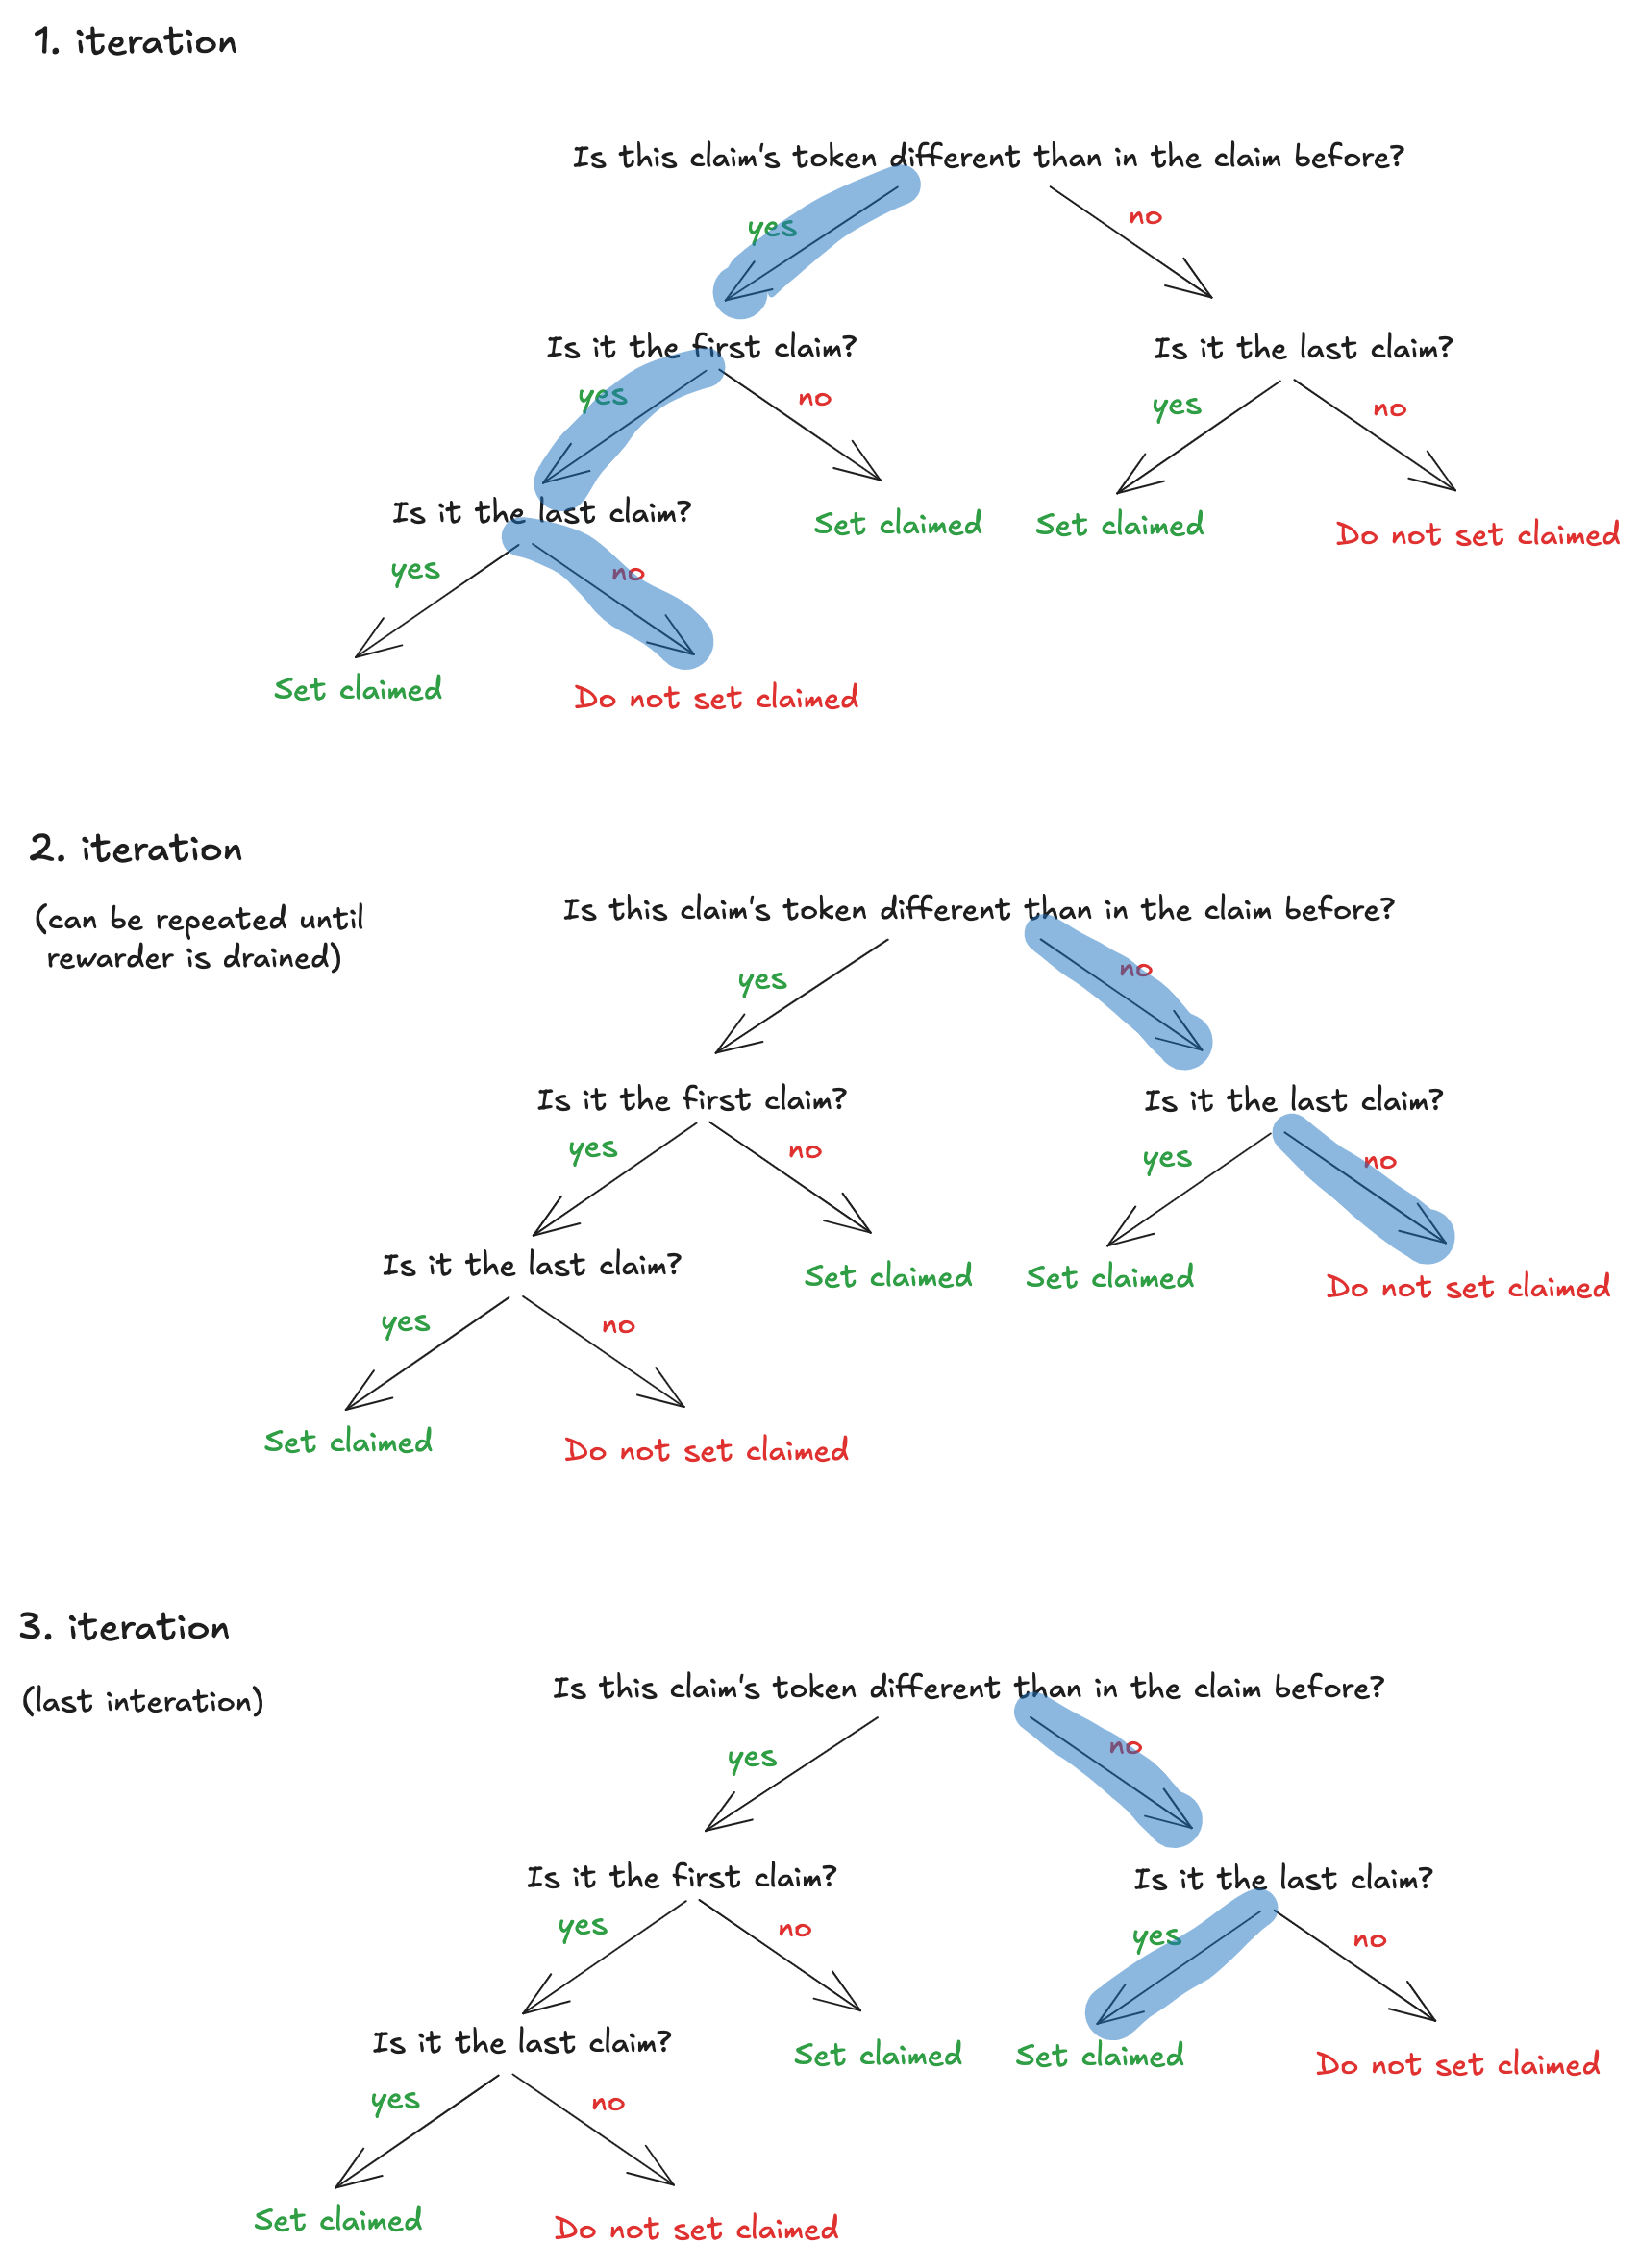 1. iteration
Is this claim's token different than in the claim before?
yes
no
Is it the first claim?
Is it the last claim?
yes
no
yes
no
Is it the last claim?
Set claimed
Set claimed
Do not set claimed
yes
no
Set claimed
Do not set claimed
2. iteration
(can be repeated until
rewarder is drained)
Is this claim's token different than in the claim before?
yes
no
Is it the first claim?
Is it the last claim?
yes
no
yes
no
Is it the last claim?
Set claimed
Set claimed
Do not set claimed
yes
no
Set claimed
Do not set claimed
3. iteration
(last interation)
Is this claim's token different than in the claim before?
yes
no
Is it the first claim?
Is it the last claim?
yes
no
yes
no
Is it the last claim?
Set claimed
Set claimed
Do not set claimed
yes
no
Set claimed
Do not set claimed